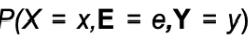 P(X = x,E = e,Y = y)